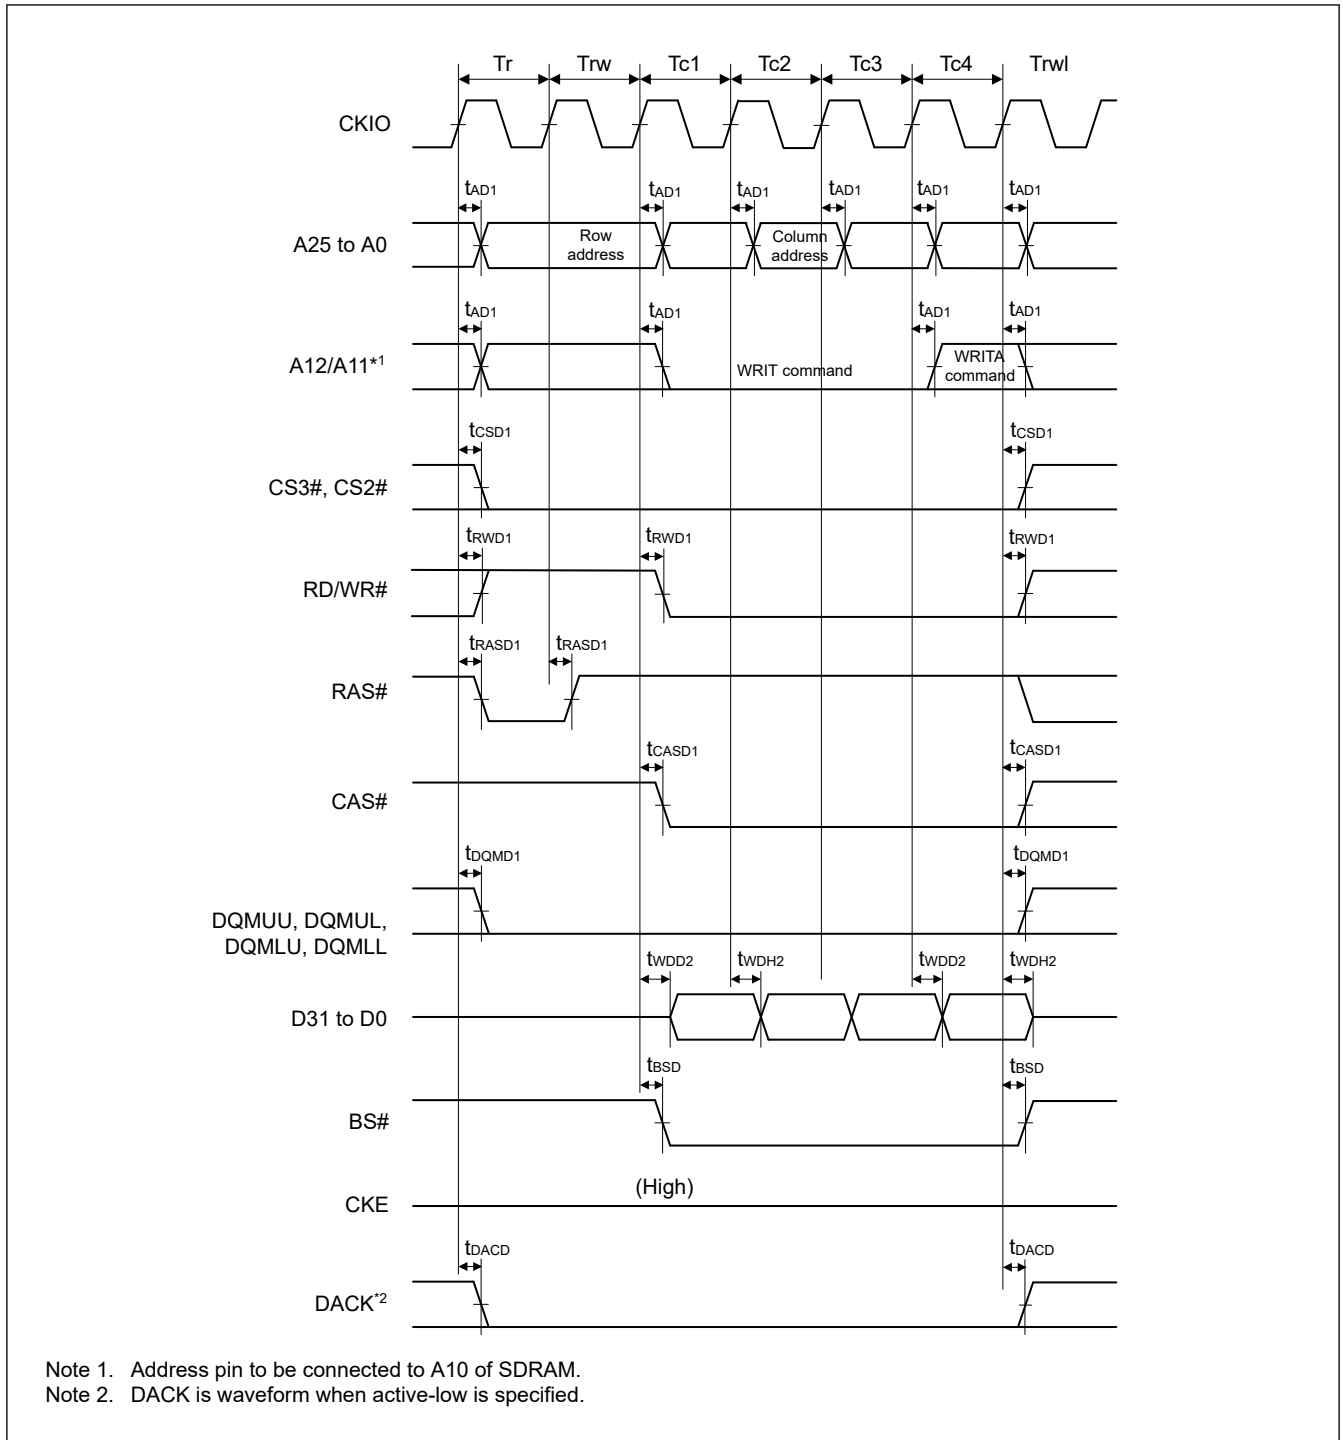 Tr Trw Tc1 Tc2 Tc3 Tc4 Trwl
CKIO
tAD1 tAD1 tAD1 tAD1 tAD1 tAD1
A25 to A0
Row
address
Column
address
tAD1 tAD1 tAD1 tAD1
A12/A11*1
WRIT command
WRITA
command
tCSD1 tCSD1
CS3#, CS2#
tRWD1 tRWD1 tRWD1
RD/WR#
tRASD1 tRASD1
RAS#
tCASD1 tCASD1
CAS#
tDQMD1 tDQMD1
DQMUU, DQMUL,
DQMLU, DQMLL
tWDD2 tWDH2 tWDD2 tWDH2
D31 to D0
tBSD tBSD
BS#
(High)
CKE
tDACD tDACD
DACK*2
Note 1. Address pin to be connected to A10 of SDRAM.
Note 2. DACK is waveform when active-low is specified.